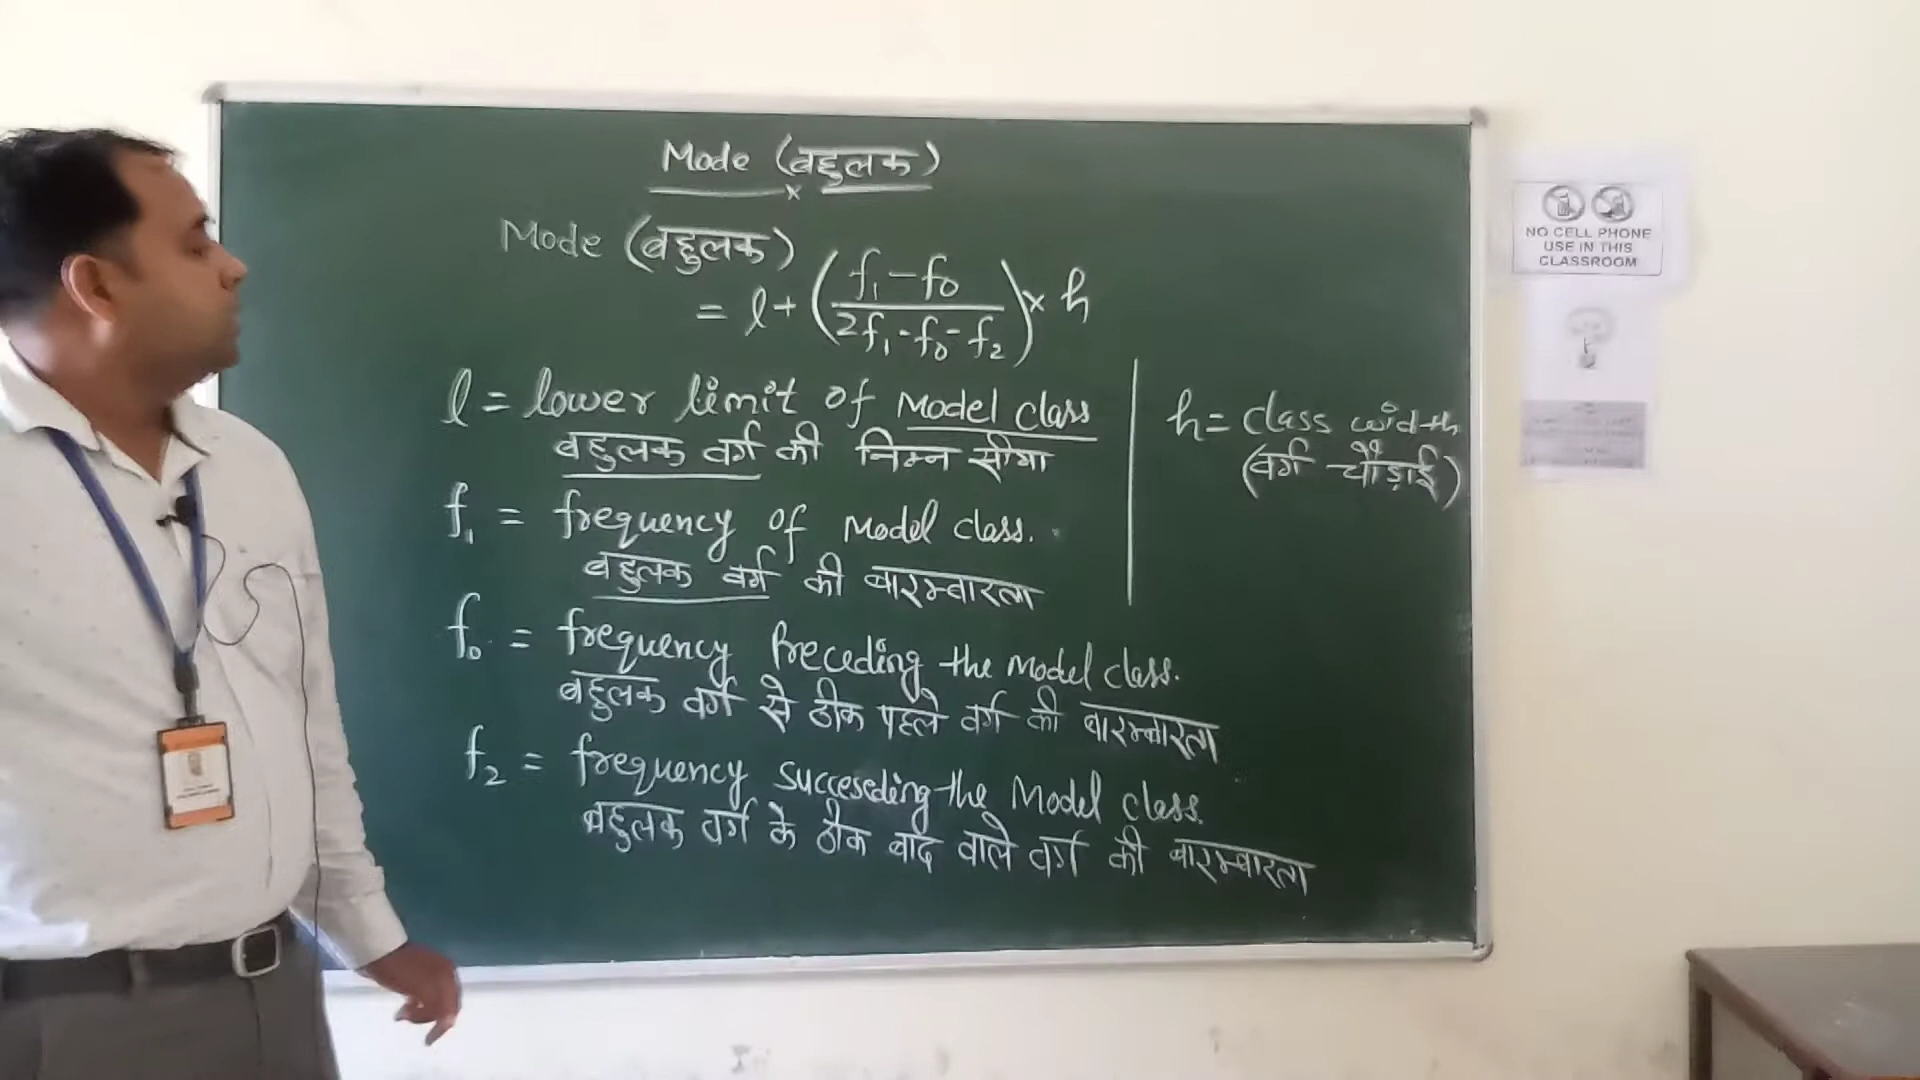 Mode (बहुलक)
x
Mode (बहुलक)
= l + (f₁ - f₀ / 2f₁ - f₀ - f₂) × h
l = lower limit of Model class
बहुलक वर्ग की निम्न सीमा
f₁ = frequency of Model class.
बहुलक वर्ग की बारम्बारता
f₀ = frequency Preceding the Model class.
बहुलक वर्ग से ठीक पहले वर्ग की बारम्बारता
f₂ = frequency Succeseding the Model class.
बहुलक वर्ग के ठीक बाद वाले वर्ग की बारम्बारता
h = class width
(वर्ग चौड़ाई)
NO CELL PHONE
USE IN THIS
CLASSROOM